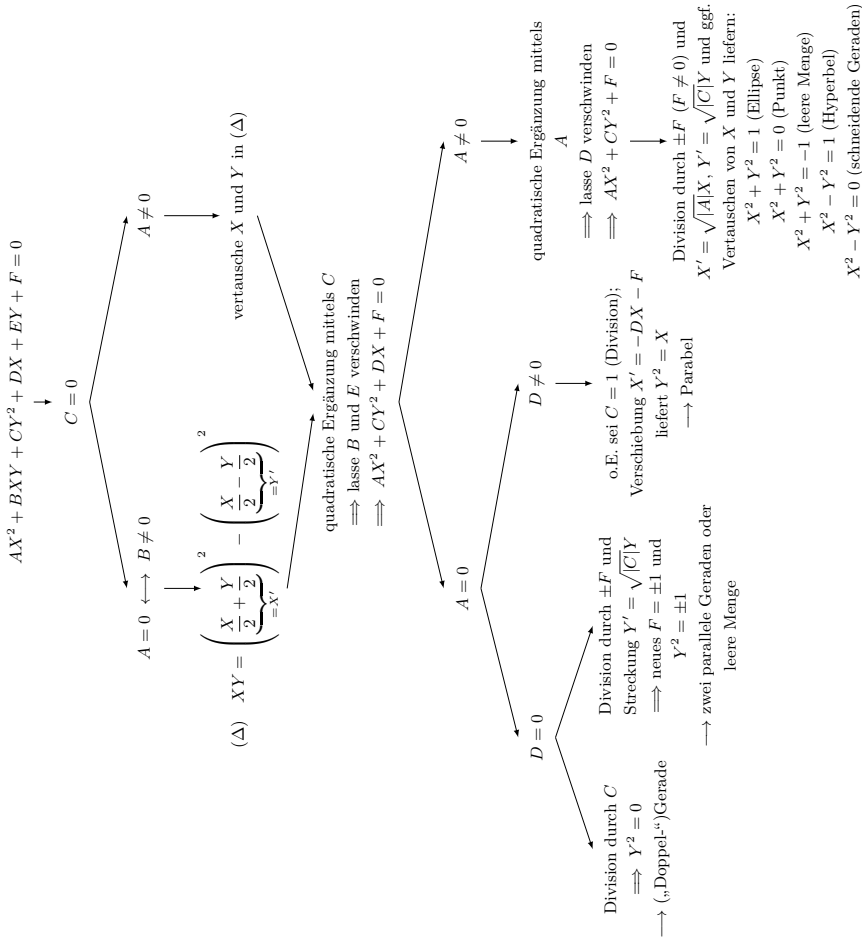 AX² + BXY + CY² + DX + EY + F = 0
C = 0
A = 0 ⟷ B ≠ 0
A ≠ 0
(Δ) XY = (X/2 + Y/2)² − (X/2 − Y/2)²
=X′ =Y′
vertausche X und Y in (Δ)
quadratische Ergänzung mittels C
⟹ lasse B und E verschwinden
⟹ AX² + CY² + DX + F = 0
A = 0
A ≠ 0
D = 0
D ≠ 0
quadratische Ergänzung mittels
A
⟹ lasse D verschwinden
⟹ AX² + CY² + F = 0
Division durch C
⟹ Y² = 0
⟶ („Doppel-“)Gerade
Division durch ±F und
Streckung Y′ = √|C|Y
⟹ neues F = ±1 und
Y² = ±1
⟶ zwei parallele Geraden oder
leere Menge
o.E. sei C = 1 (Division);
Verschiebung X′ = −DX − F
liefert Y² = X
⟶ Parabel
Division durch ±F (F ≠ 0) und
X′ = √|A|X, Y′ = √|C|Y und ggf.
Vertauschen von X und Y liefern:
X² + Y² = 1 (Ellipse)
X² + Y² = 0 (Punkt)
X² + Y² = −1 (leere Menge)
X² − Y² = 1 (Hyperbel)
X² − Y² = 0 (schneidende Geraden)